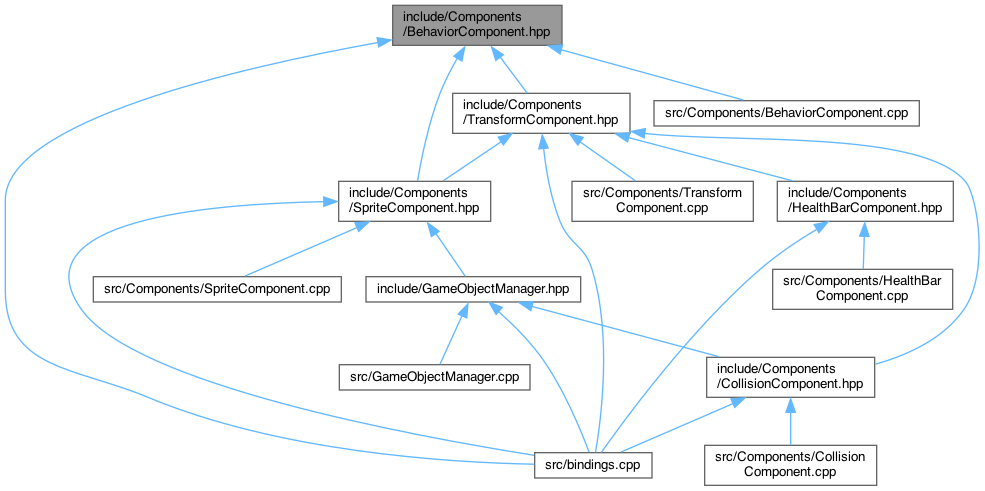 include/Components
/BehaviorComponent.hpp
include/Components
/TransformComponent.hpp
src/Components/BehaviorComponent.cpp
include/Components
/SpriteComponent.hpp
src/Components/Transform
Component.cpp
include/Components
/HealthBarComponent.hpp
src/Components/SpriteComponent.cpp
include/GameObjectManager.hpp
src/Components/HealthBar
Component.cpp
src/GameObjectManager.cpp
include/Components
/CollisionComponent.hpp
src/bindings.cpp
src/Components/Collision
Component.cpp